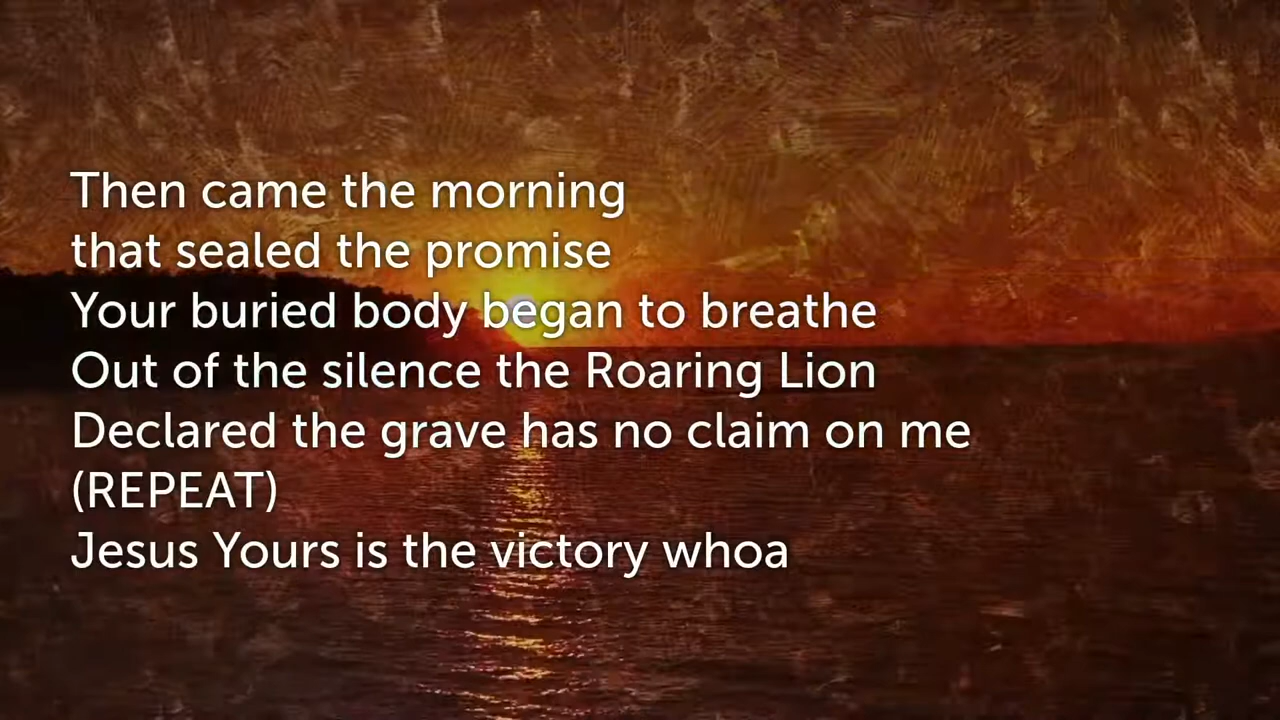 Then came the morning
that sealed the promise
Your buried body began to breathe
Out of the silence the Roaring Lion
Declared the grave has no claim on me
(REPEAT)
Jesus Yours is the victory whoa